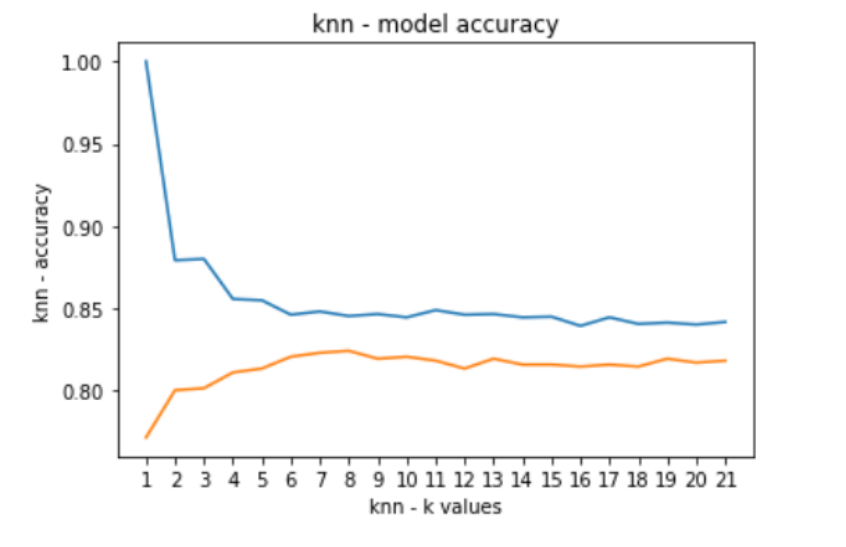 knn - model accuracy
1.00
0.95
0.90
0.85
0.80
knn - accuracy
1 2 3 4 5 6 7 8 9 10 11 12 13 14 15 16 17 18 19 20 21
knn - k values